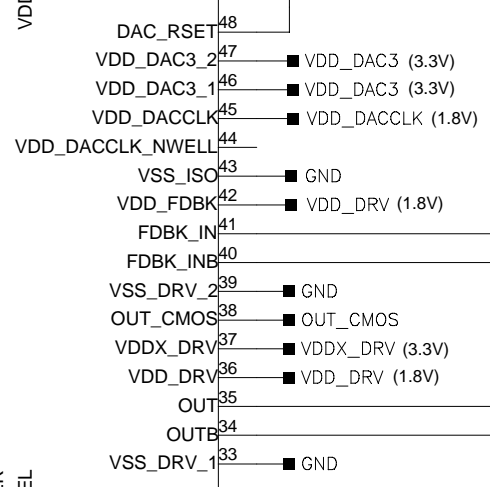 VDD
DAC_RSET 48
VDD_DAC3_2 47 VDD_DAC3 (3.3V)
VDD_DAC3_1 46 VDD_DAC3 (3.3V)
VDD_DACCLK 45 VDD_DACCLK (1.8V)
VDD_DACCLK_NWELL 44
VSS_ISO 43 GND
VDD_FDBK 42 VDD_DRV (1.8V)
FDBK_IN 41
FDBK_INB 40
VSS_DRV_2 39 GND
OUT_CMOS 38 OUT_CMOS
VDDX_DRV 37 VDDX_DRV (3.3V)
VDD_DRV 36 VDD_DRV (1.8V)
OUT 35
OUTB 34
VSS_DRV_1 33 GND
EL